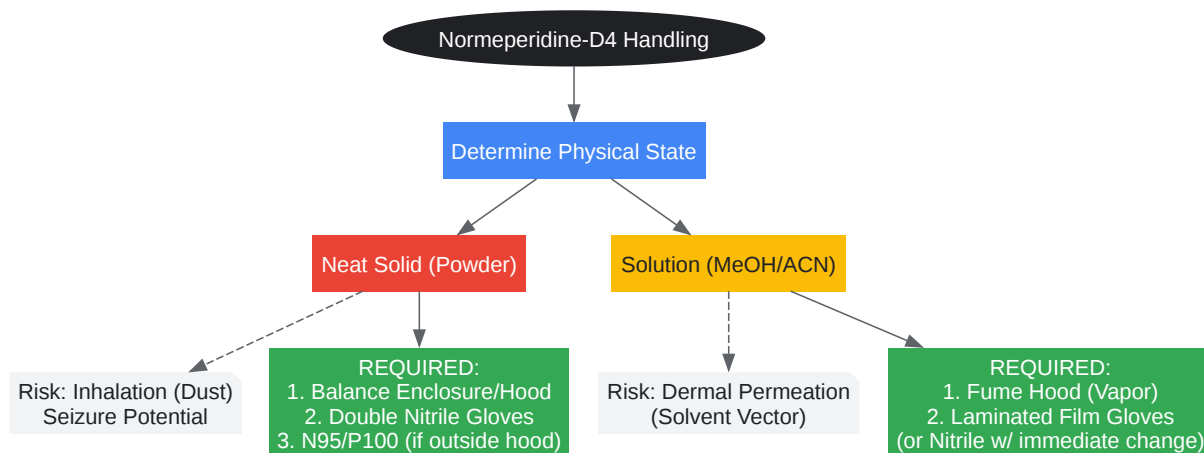 Normeperidine-D4 Handling
Determine Physical State
Neat Solid (Powder)
Solution (MeOH/ACN)
Risk: Inhalation (Dust)
Seizure Potential
REQUIRED:
1. Balance Enclosure/Hood
2. Double Nitrile Gloves
3. N95/P100 (if outside hood)
Risk: Dermal Permeation
(Solvent Vector)
REQUIRED:
1. Fume Hood (Vapor)
2. Laminated Film Gloves
(or Nitrile w/ immediate change)